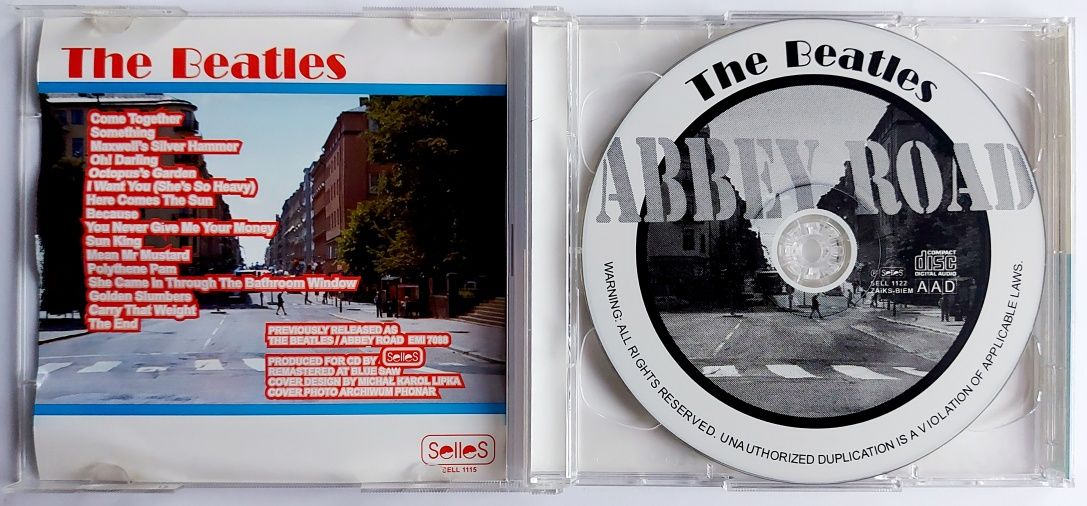 The Beatles
Come Together
Something
Maxwell's Silver Hammer
Oh! Darling
Octopus's Garden
I Want You (She's So Heavy)
Here Comes The Sun
Because
You Never Give Me Your Money
Sun King
Mean Mr Mustard
Polythene Pam
She Came In Through The Bathroom Window
Golden Slumbers
Carry That Weight
The End
PREVIOUSLY RELEASED AS
THE BEATLES / ABBEY ROAD EMI 7088
PRODUCED FOR CD BY SelleS
REMASTERED AT BLUE SAW
COVER DESIGN BY MICHAŁ KAROL LIPKA
COVER PHOTO ARCHIWUM PHONAR
SelleS
SELL 1115
The Beatles
ABBEY ROAD
COMPACT
disc
DIGITAL AUDIO
℗ SelleS
SELL 1122
ZAiKS-BIEM
AAD
WARNING: ALL RIGHTS RESERVED. UNAUTHORIZED DUPLICATION IS A VIOLATION OF APPLICABLE LAWS.